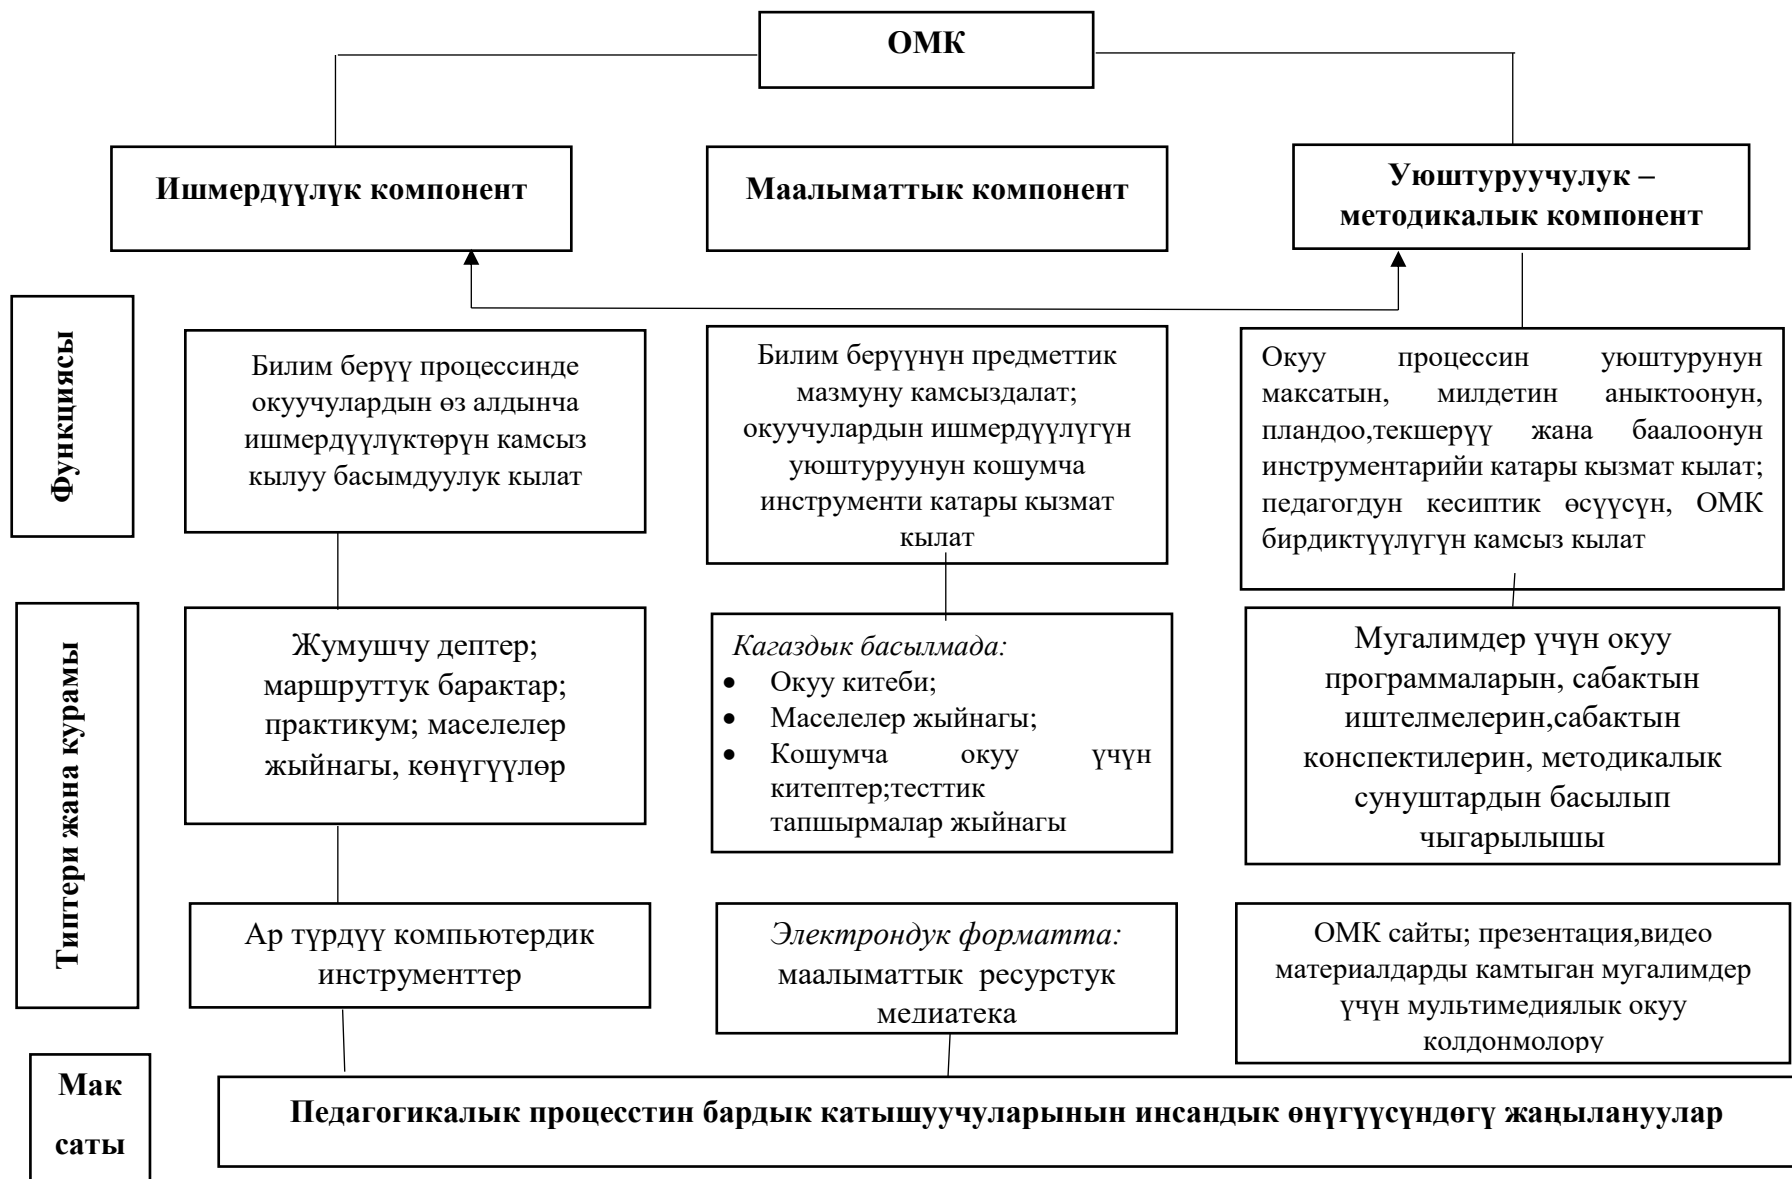 ОМК
Ишмердүүлүк компонент
Маалыматтык компонент
Уюштуруучулук –
методикалык компонент
Функциясы
Билим берүү процессинде
окуучулардын өз алдынча
ишмердүүлүктөрүн камсыз
кылуу басымдуулук кылат
Билим берүүнүн предметтик
мазмуну камсыздалат;
окуучулардын ишмердүүлүгүн
уюштуруунун кошумча
инструменти катары кызмат
кылат
Окуу процессин уюштурунун
максатын, милдетин аныктоонун,
пландоо,текшерүү жана баалоонун
инструментарийи катары кызмат кылат;
педагогдун кесиптик өсүүсүн, ОМК
бирдиктүүлүгүн камсыз кылат
Типтери жана курамы
Жумушчу дептер;
маршруттук барактар;
практикум; маселелер
жыйнагы, көнүгүүлөр
Кагаздык басылмада:
• Окуу китеби;
• Маселелер жыйнагы;
• Кошумча окуу үчүн
китептер;тесттик
тапшырмалар жыйнагы
Мугалимдер үчүн окуу
программаларын, сабактын
иштелмелерин,сабактын
конспектилерин, методикалык
сунуштардын басылып
чыгарылышы
Ар түрдүү компьютердик
инструменттер
Электрондук форматта:
маалыматтык ресурстук
медиатека
ОМК сайты; презентация,видео
материалдарды камтыган мугалимдер
үчүн мультимедиялык окуу
колдонмолору
Мак
саты
Педагогикалык процесстин бардык катышуучуларынын инсандык өнүгүүсүндөгү жаңылануулар